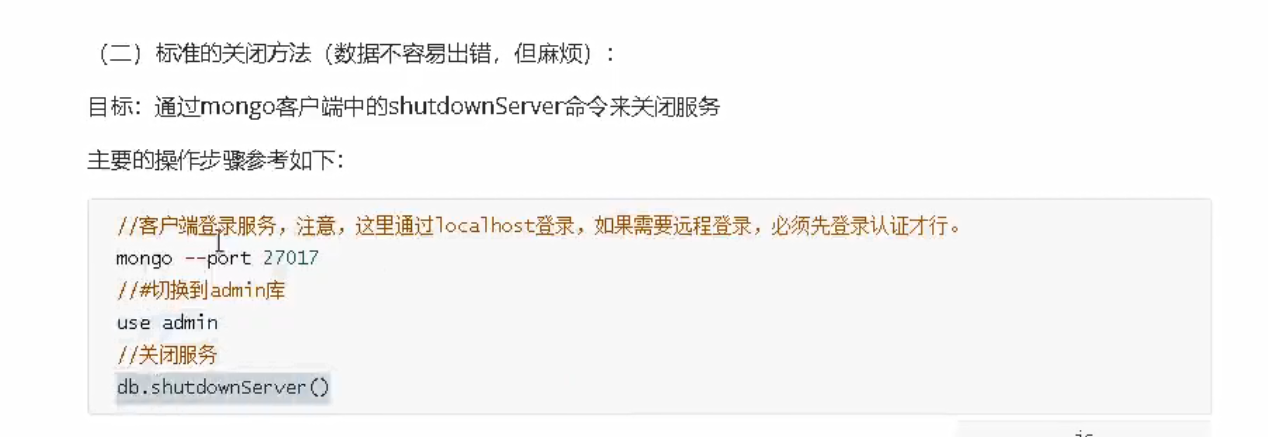 （二）标准的关闭方法（数据不容易出错，但麻烦）：
目标：通过mongo客户端中的shutdownServer命令来关闭服务
主要的操作步骤参考如下：
//客户端登录服务，注意，这里通过localhost登录，如果需要远程登录，必须先登录认证才行。
mongo --port 27017
//#切换到admin库
use admin
//关闭服务
db.shutdownServer()